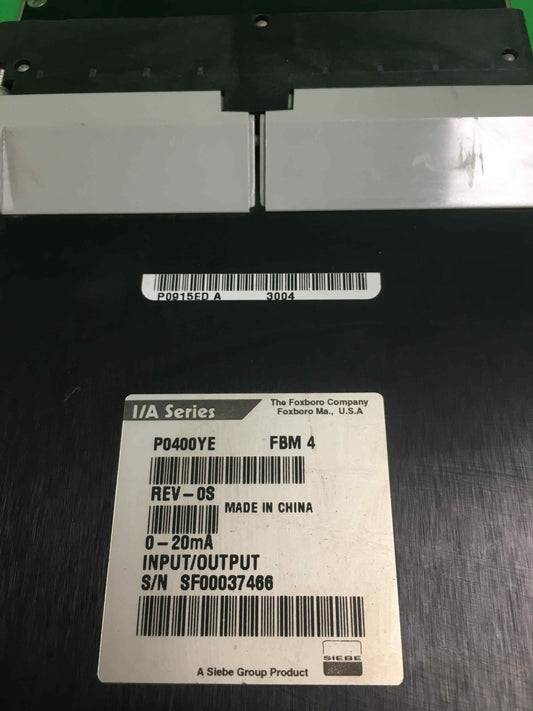 P0915ED A 3004
I/A Series
The Foxboro Company
Foxboro Ma., U.S.A
P0400YE FBM 4
REV-0S
MADE IN CHINA
0-20mA
INPUT/OUTPUT
S/N SF00037466
A Siebe Group Product
SIEBE